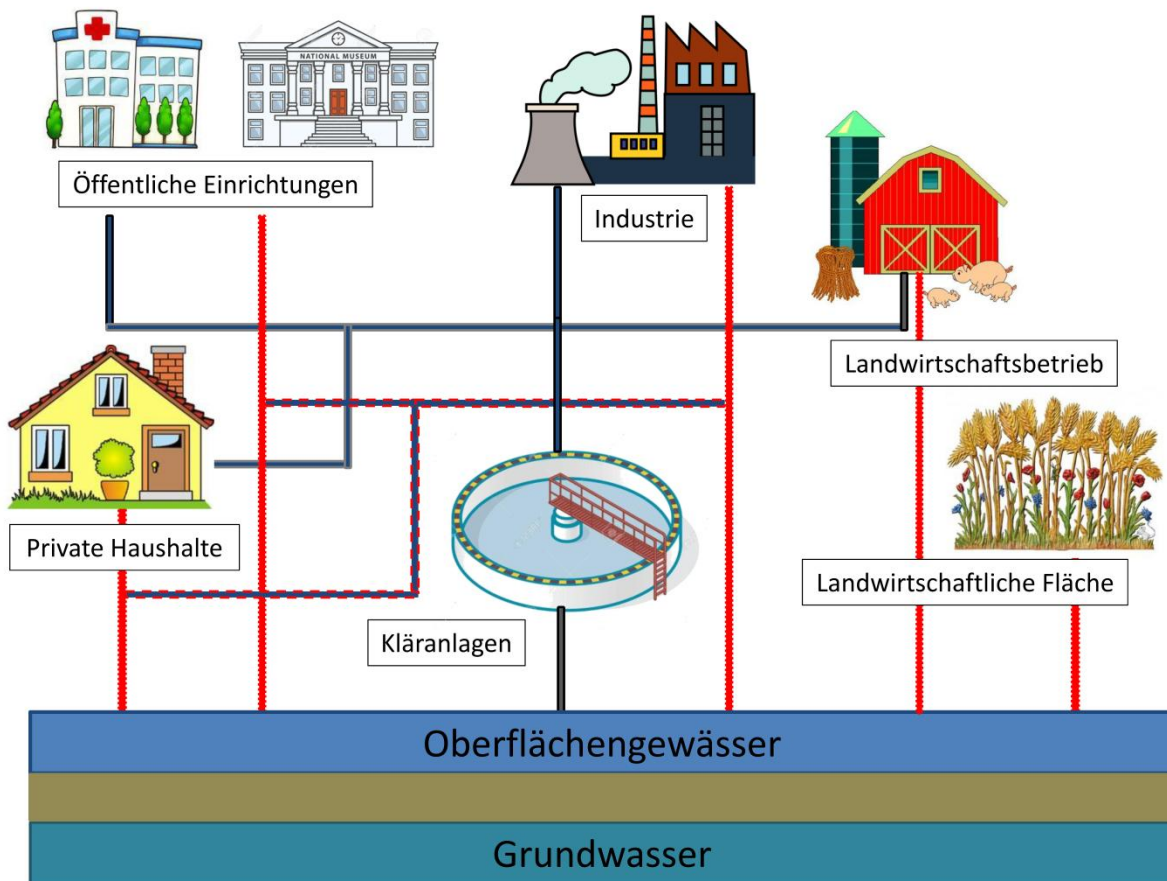 NATIONAL MUSEUM
Öffentliche Einrichtungen
Industrie
Landwirtschaftsbetrieb
Private Haushalte
Landwirtschaftliche Fläche
Kläranlagen
Oberflächengewässer
Grundwasser